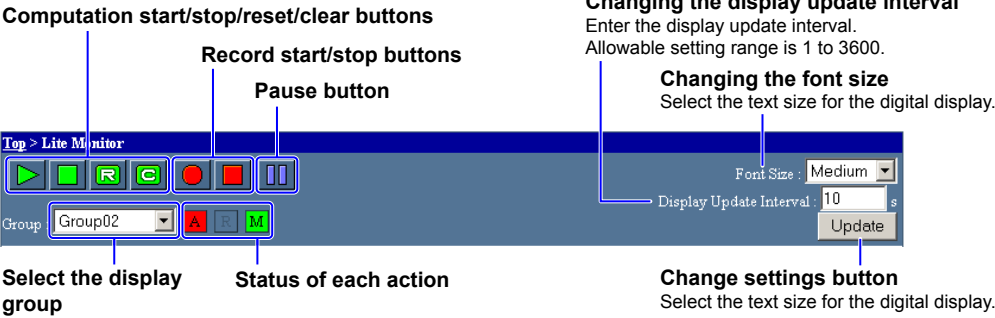 Changing the display update interval
Computation start/stop/reset/clear buttons
Enter the display update interval.
Allowable setting range is 1 to 3600.
Record start/stop buttons
Changing the font size
Select the text size for the digital display.
Pause button
Top > Lite Monitor
R C
Font Size : Medium
Display Update Interval : 10 s
Group : Group02 A R M
Update
Select the display
group
Status of each action
Change settings button
Select the text size for the digital display.